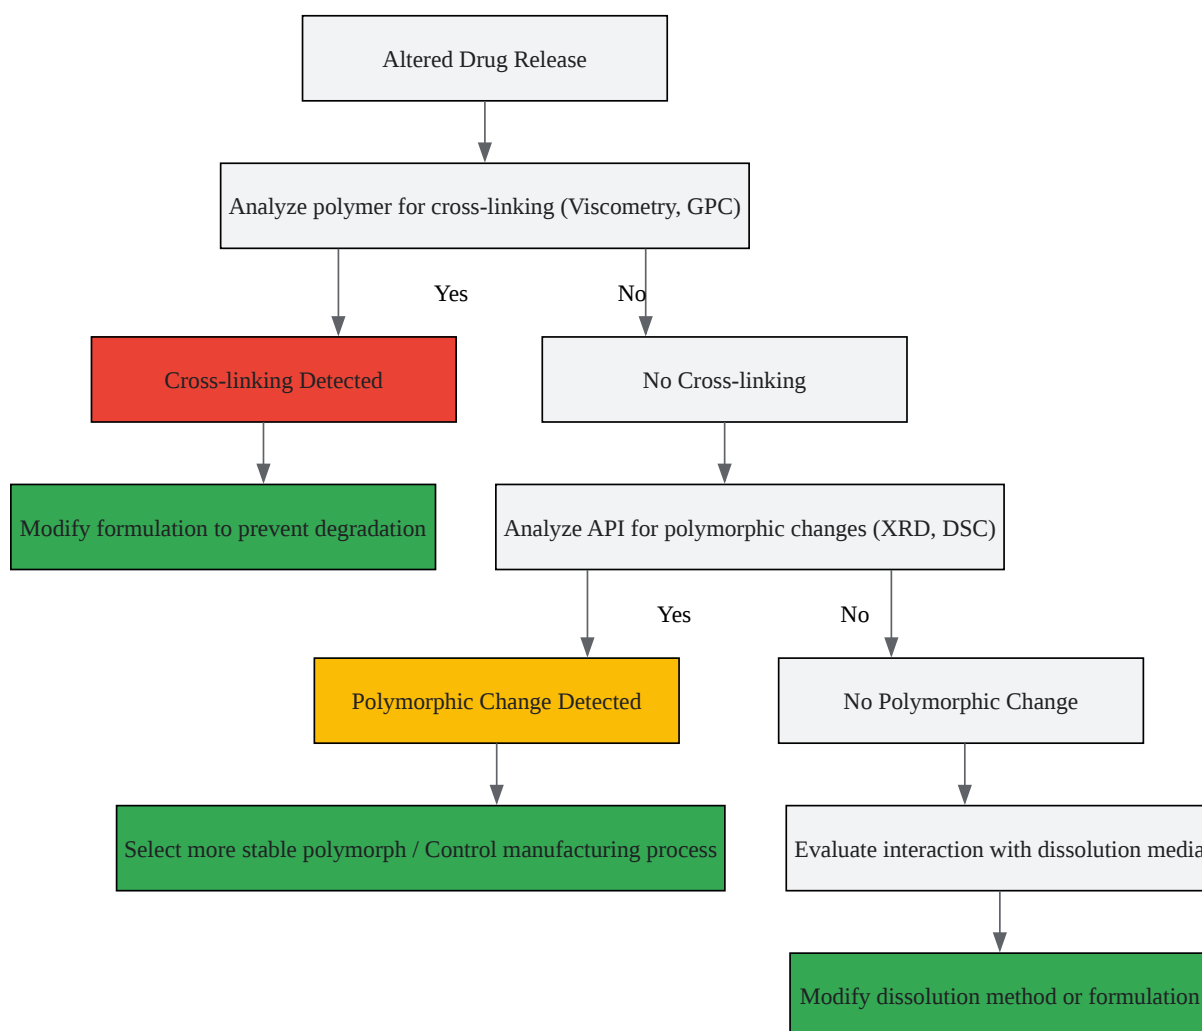 Altered Drug Release
Analyze polymer for cross-linking (Viscometry, GPC)
Yes
No
Cross-linking Detected
No Cross-linking
Modify formulation to prevent degradation
Analyze API for polymorphic changes (XRD, DSC)
Yes
No
Polymorphic Change Detected
No Polymorphic Change
Select more stable polymorph / Control manufacturing process
Evaluate interaction with dissolution media
Modify dissolution method or formulation